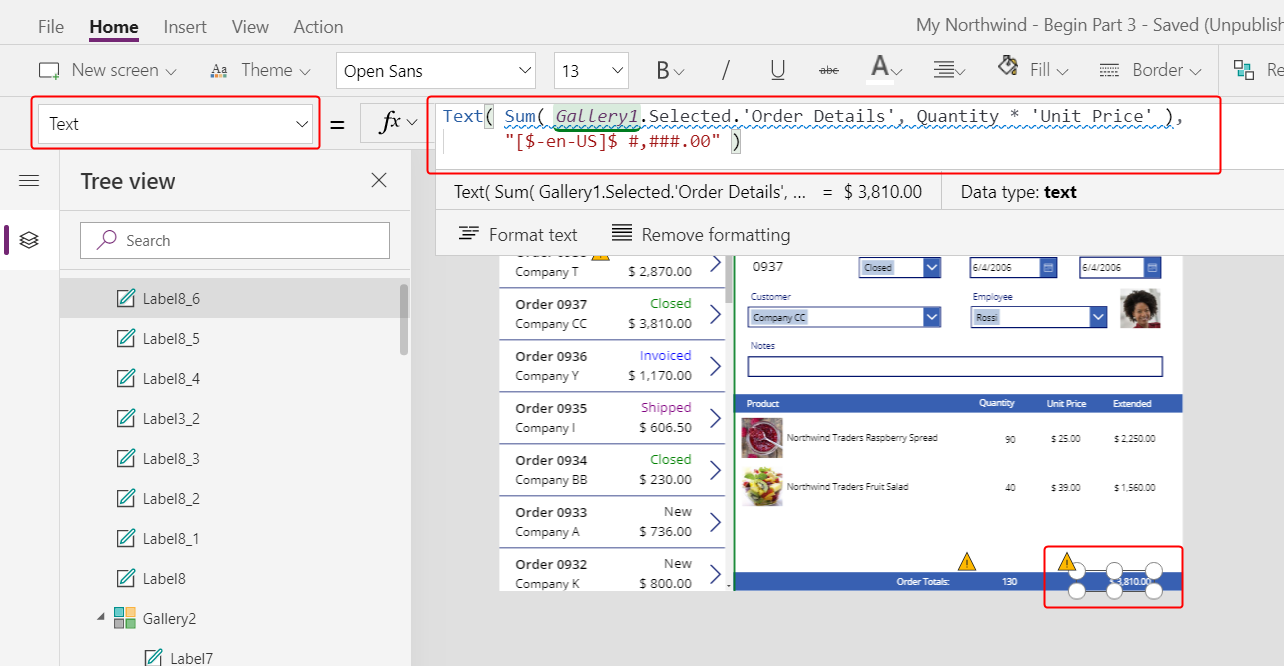 File Home Insert View Action My Northwind - Begin Part 3 - Saved (Unpublish
New screen Theme Open Sans 13 B / U abc A Fill Border Re
Text = fx Text( Sum( Gallery1.Selected.'Order Details', Quantity * 'Unit Price' ),
"[$-en-US]$ #,###.00" )
Tree view
Text( Sum( Gallery1.Selected.'Order Details', ... = $ 3,810.00 Data type: text
Search
Format text Remove formatting
Company T $ 2,870.00
Order 0937 Closed
Company CC $ 3,810.00
Order 0936 Invoiced
Company Y $ 1,170.00
Order 0935 Shipped
Company I $ 606.50
Order 0934 Closed
Company BB $ 230.00
Order 0933 New
Company A $ 736.00
Order 0932 New
Company K $ 800.00
0937 Closed 6/4/2006 6/4/2006
Customer Employee
Company CC Rossi
Notes
Product Quantity Unit Price Extended
Northwind Traders Raspberry Spread 90 $ 25.00 $ 2,250.00
Northwind Traders Fruit Salad 40 $ 39.00 $ 1,560.00
Order Totals: 130 $ 3,810.00
Label8_6
Label8_5
Label8_4
Label3_2
Label8_3
Label8_2
Label8_1
Label8
Gallery2
Label7